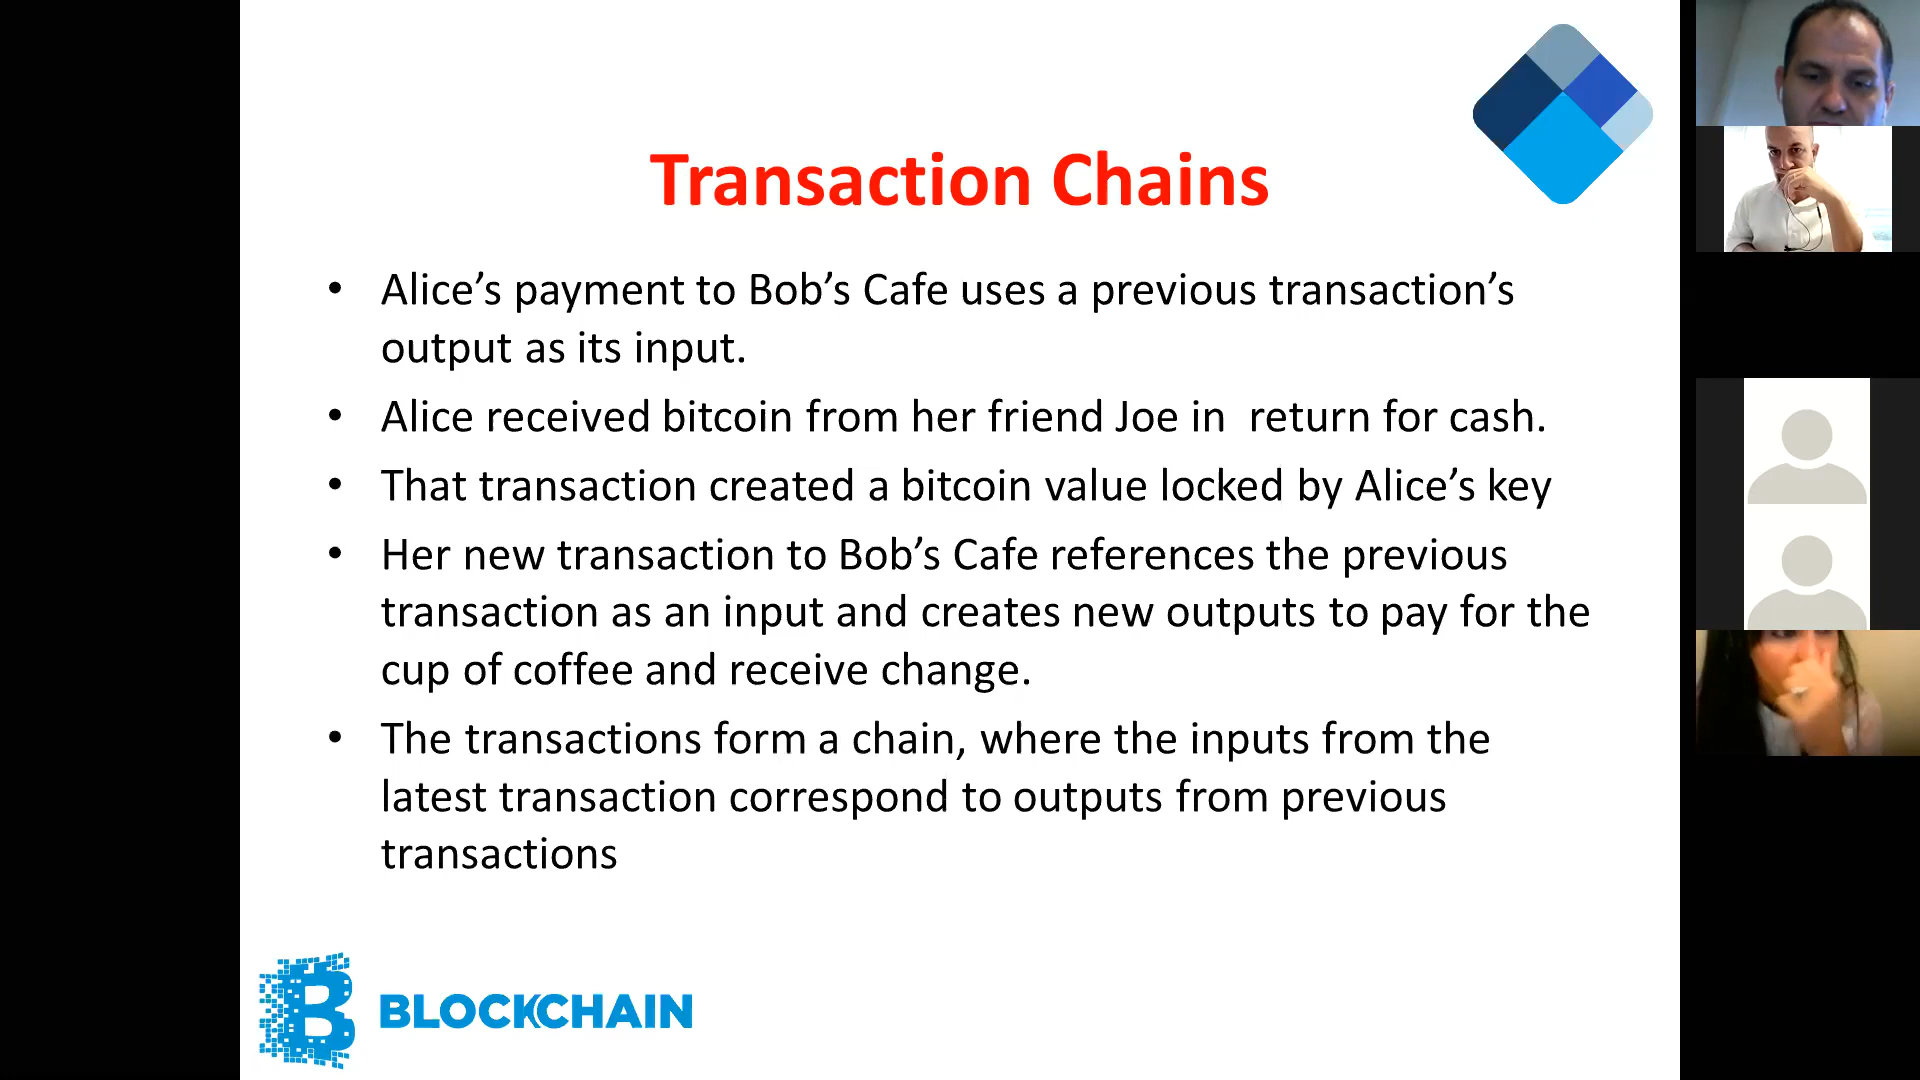 Transaction Chains
• Alice’s payment to Bob’s Cafe uses a previous transaction’s
output as its input.
• Alice received bitcoin from her friend Joe in  return for cash.
• That transaction created a bitcoin value locked by Alice’s key
• Her new transaction to Bob’s Cafe references the previous
transaction as an input and creates new outputs to pay for the
cup of coffee and receive change.
• The transactions form a chain, where the inputs from the
latest transaction correspond to outputs from previous
transactions
BLOCKCHAIN